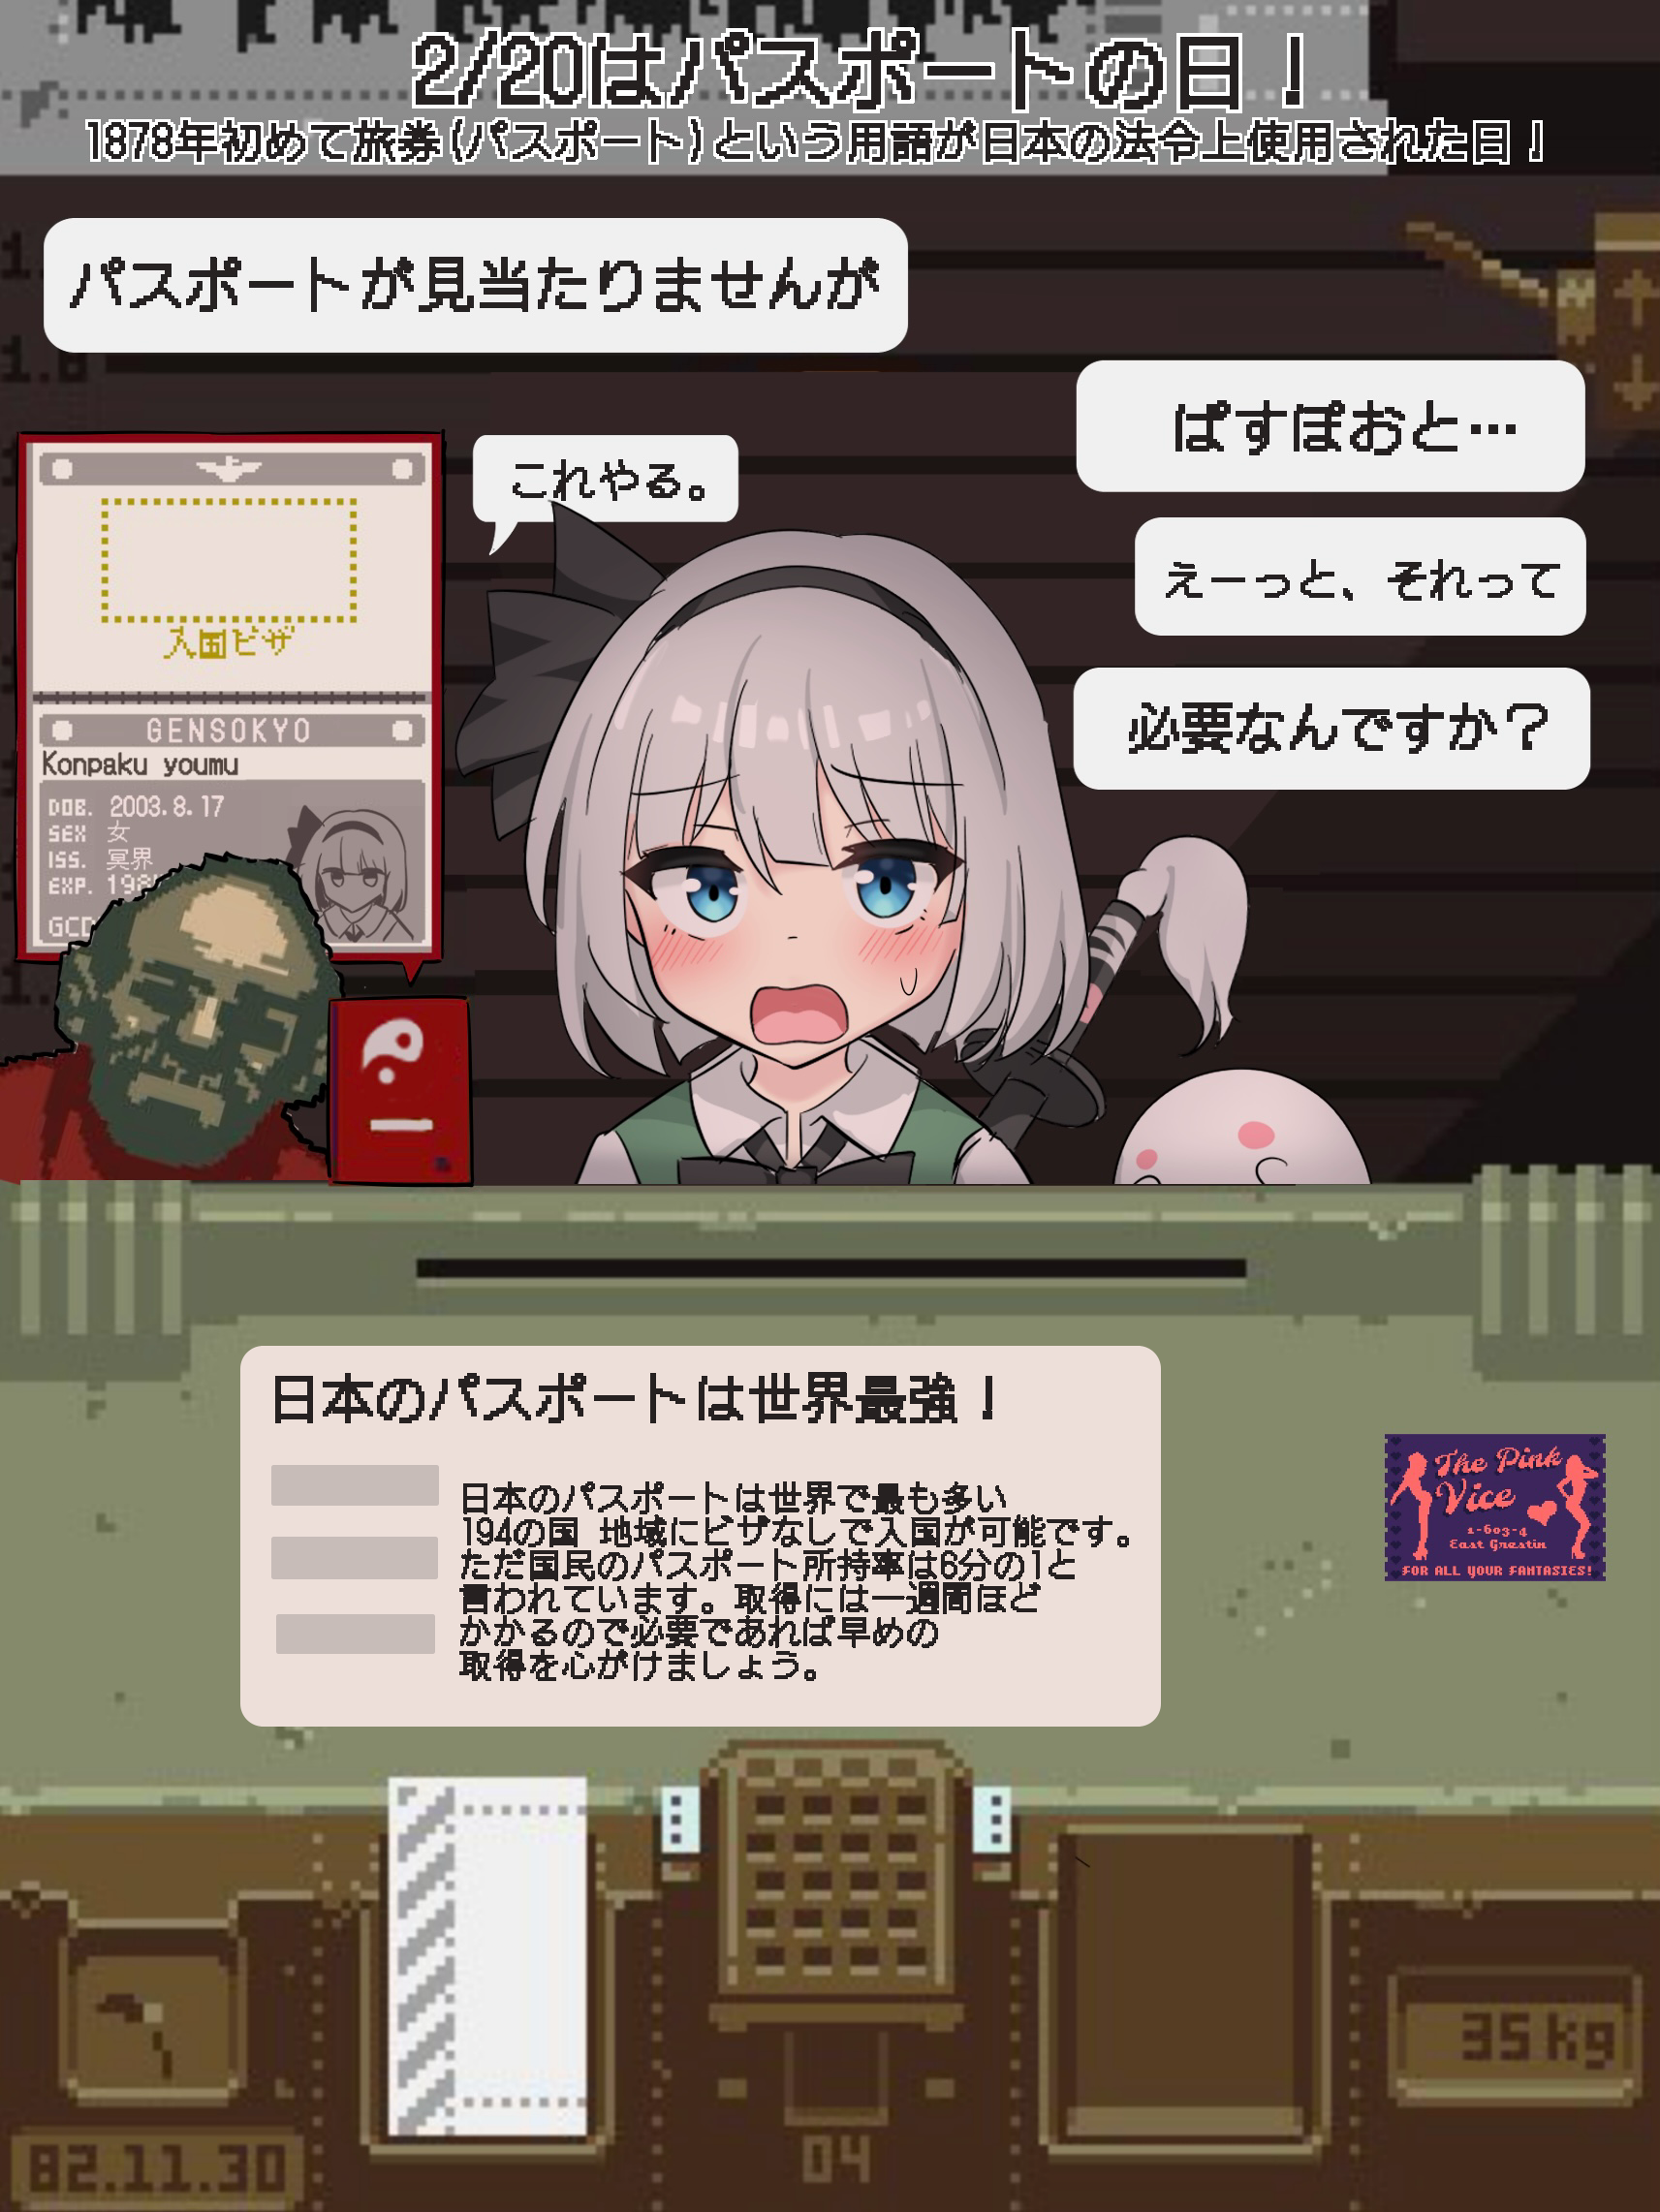 2/20はパスポートの日！
1878年初めて旅券(パスポート)という用語が日本の法令上使用された日！
パスポートが見当たりませんが
ぱすぽおと…
えーっと、それって
必要なんですか？
これやる。
入国ビザ
GENSOKYO
Konpaku youmu
DOB. 2003.8.17
SEX 女
ISS. 冥界
EXP.
日本のパスポートは世界最強！
日本のパスポートは世界で最も多い
194の国 地域にビザなしで入国が可能です。
ただ国民のパスポート所持率は6分の1と
言われています。取得には一週間ほど
かかるので必要であれば早めの
取得を心がけましょう。
The Pink
Vice
1-603-4
East Grestin
FOR ALL YOUR FANTASIES!
35kg
82.11.30
04